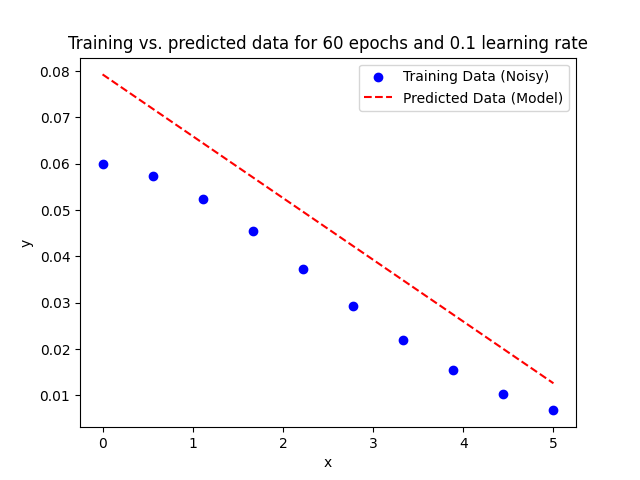 Training vs. predicted data for 60 epochs and 0.1 learning rate
Training Data (Noisy)
Predicted Data (Model)
0.08
0.07
0.06
0.05
0.04
0.03
0.02
0.01
y
0 1 2 3 4 5
x